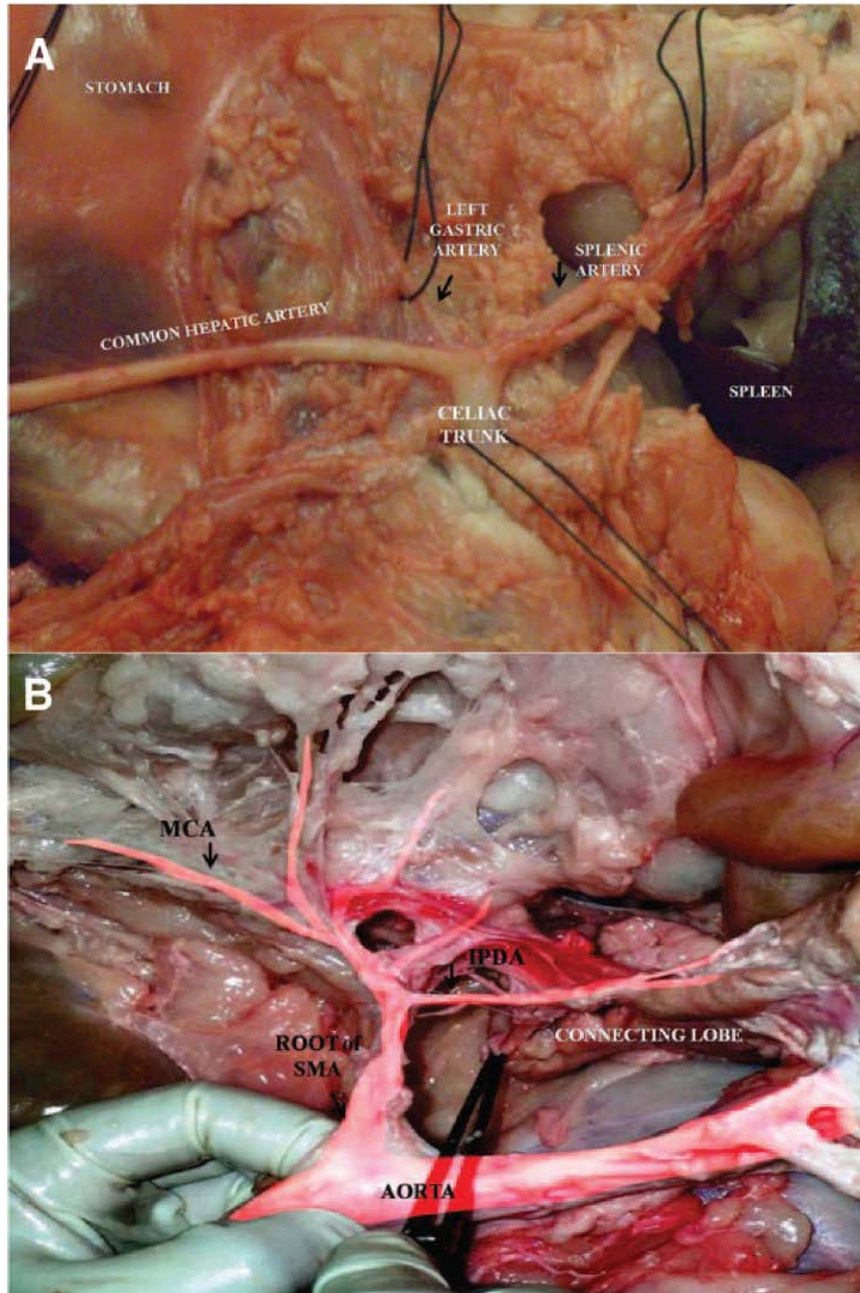 A
STOMACH
LEFT
GASTRIC
ARTERY
SPLENIC
ARTERY
COMMON HEPATIC ARTERY
SPLEEN
CELIAC
TRUNK
B
MCA
IPDA
CONNECTING LOBE
ROOT of
SMA
AORTA